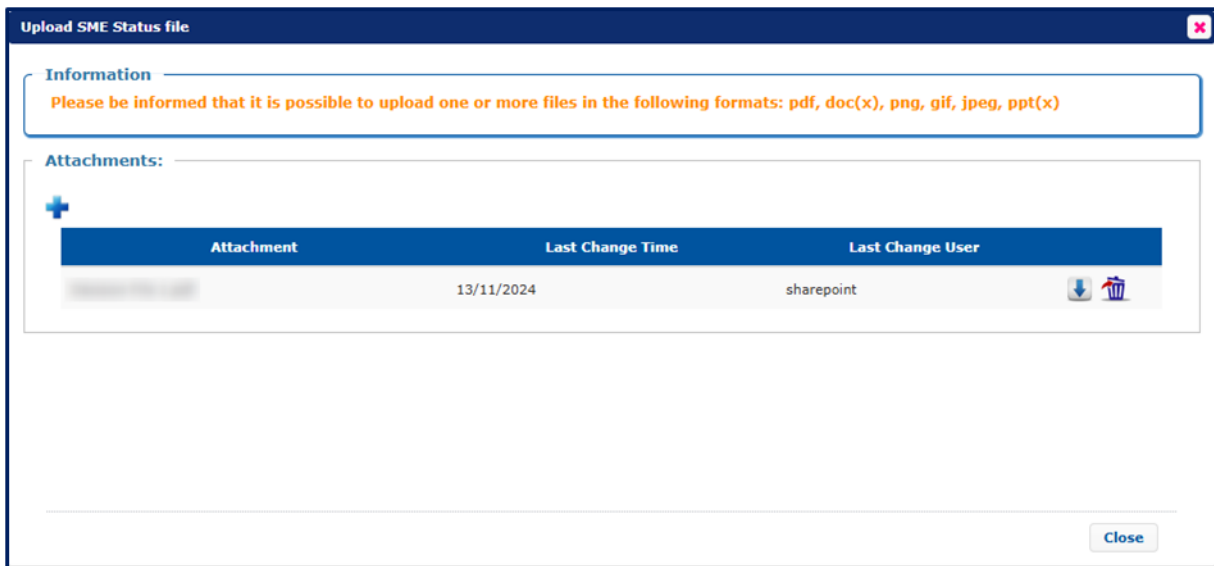 Upload SME Status file
Information
Please be informed that it is possible to upload one or more files in the following formats: pdf, doc(x), png, gif, jpeg, ppt(x)
Attachments:
Attachment Last Change Time Last Change User
13/11/2024 sharepoint
Close